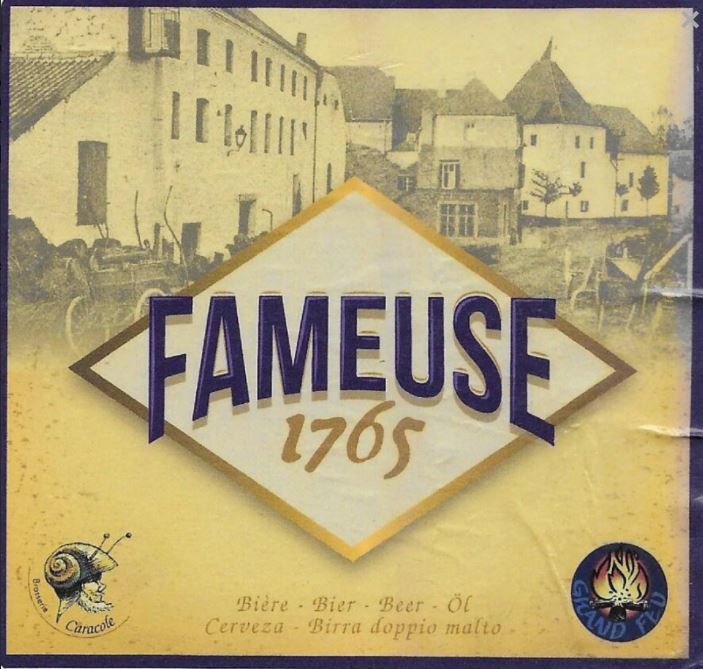 FAMEUSE
1765
Bière - Bier - Beer - Öl
Cerveza - Birra doppio malto
Brasserie
Caracole
GRAND FEU